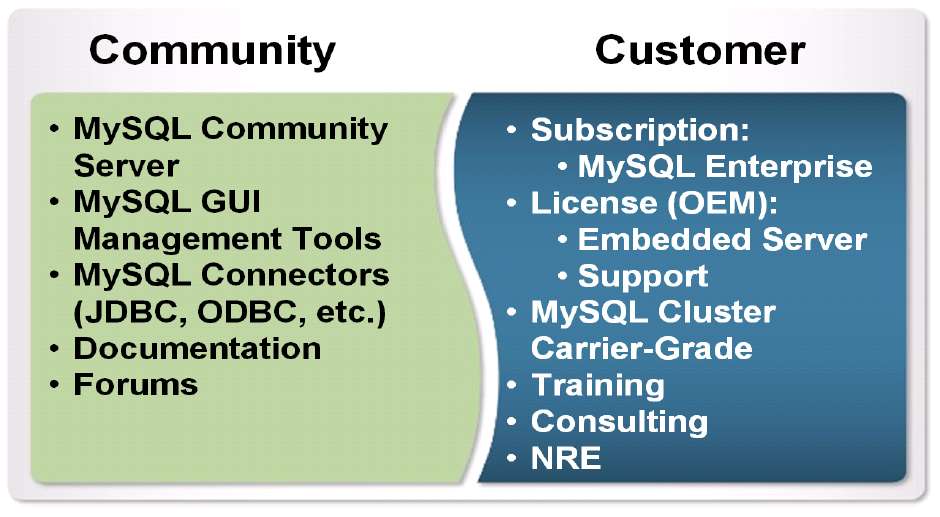 Community
• MySQL Community
Server
• MySQL GUI
Management Tools
• MySQL Connectors
(JDBC, ODBC, etc.)
• Documentation
• Forums
Customer
• Subscription:
• MySQL Enterprise
• License (OEM):
• Embedded Server
• Support
• MySQL Cluster
Carrier-Grade
• Training
• Consulting
• NRE